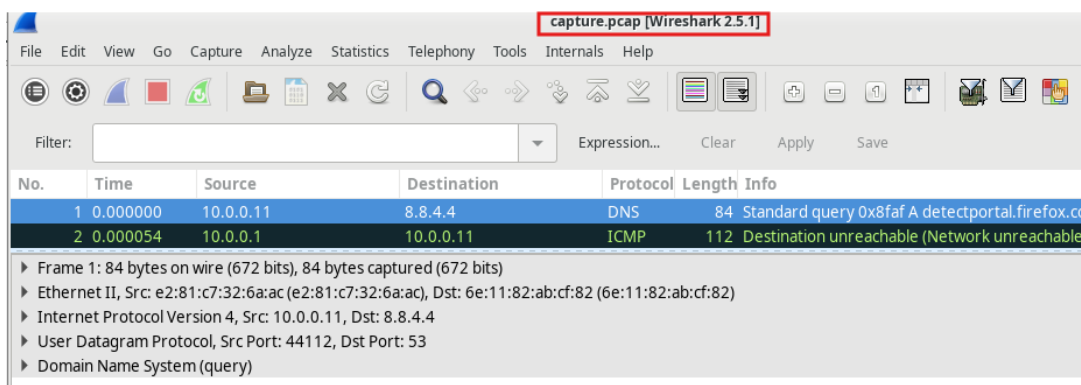 capture.pcap [Wireshark 2.5.1]
File Edit View Go Capture Analyze Statistics Telephony Tools Internals Help
Filter: Expression... Clear Apply Save
No. Time Source Destination Protocol Length Info
1 0.000000 10.0.0.11 8.8.4.4 DNS 84 Standard query 0x8faf A detectportal.firefox.co
2 0.000054 10.0.0.1 10.0.0.11 ICMP 112 Destination unreachable (Network unreachable
Frame 1: 84 bytes on wire (672 bits), 84 bytes captured (672 bits)
Ethernet II, Src: e2:81:c7:32:6a:ac (e2:81:c7:32:6a:ac), Dst: 6e:11:82:ab:cf:82 (6e:11:82:ab:cf:82)
Internet Protocol Version 4, Src: 10.0.0.11, Dst: 8.8.4.4
User Datagram Protocol, Src Port: 44112, Dst Port: 53
Domain Name System (query)